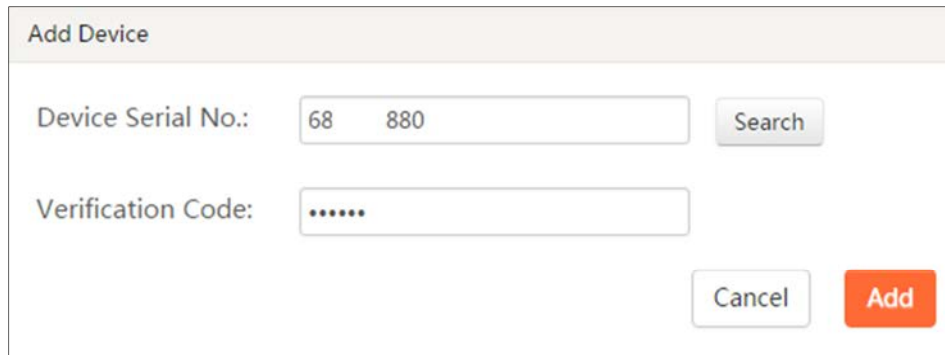 Add Device
Device Serial No.: 68 880 Search
Verification Code: ••••••
Cancel Add